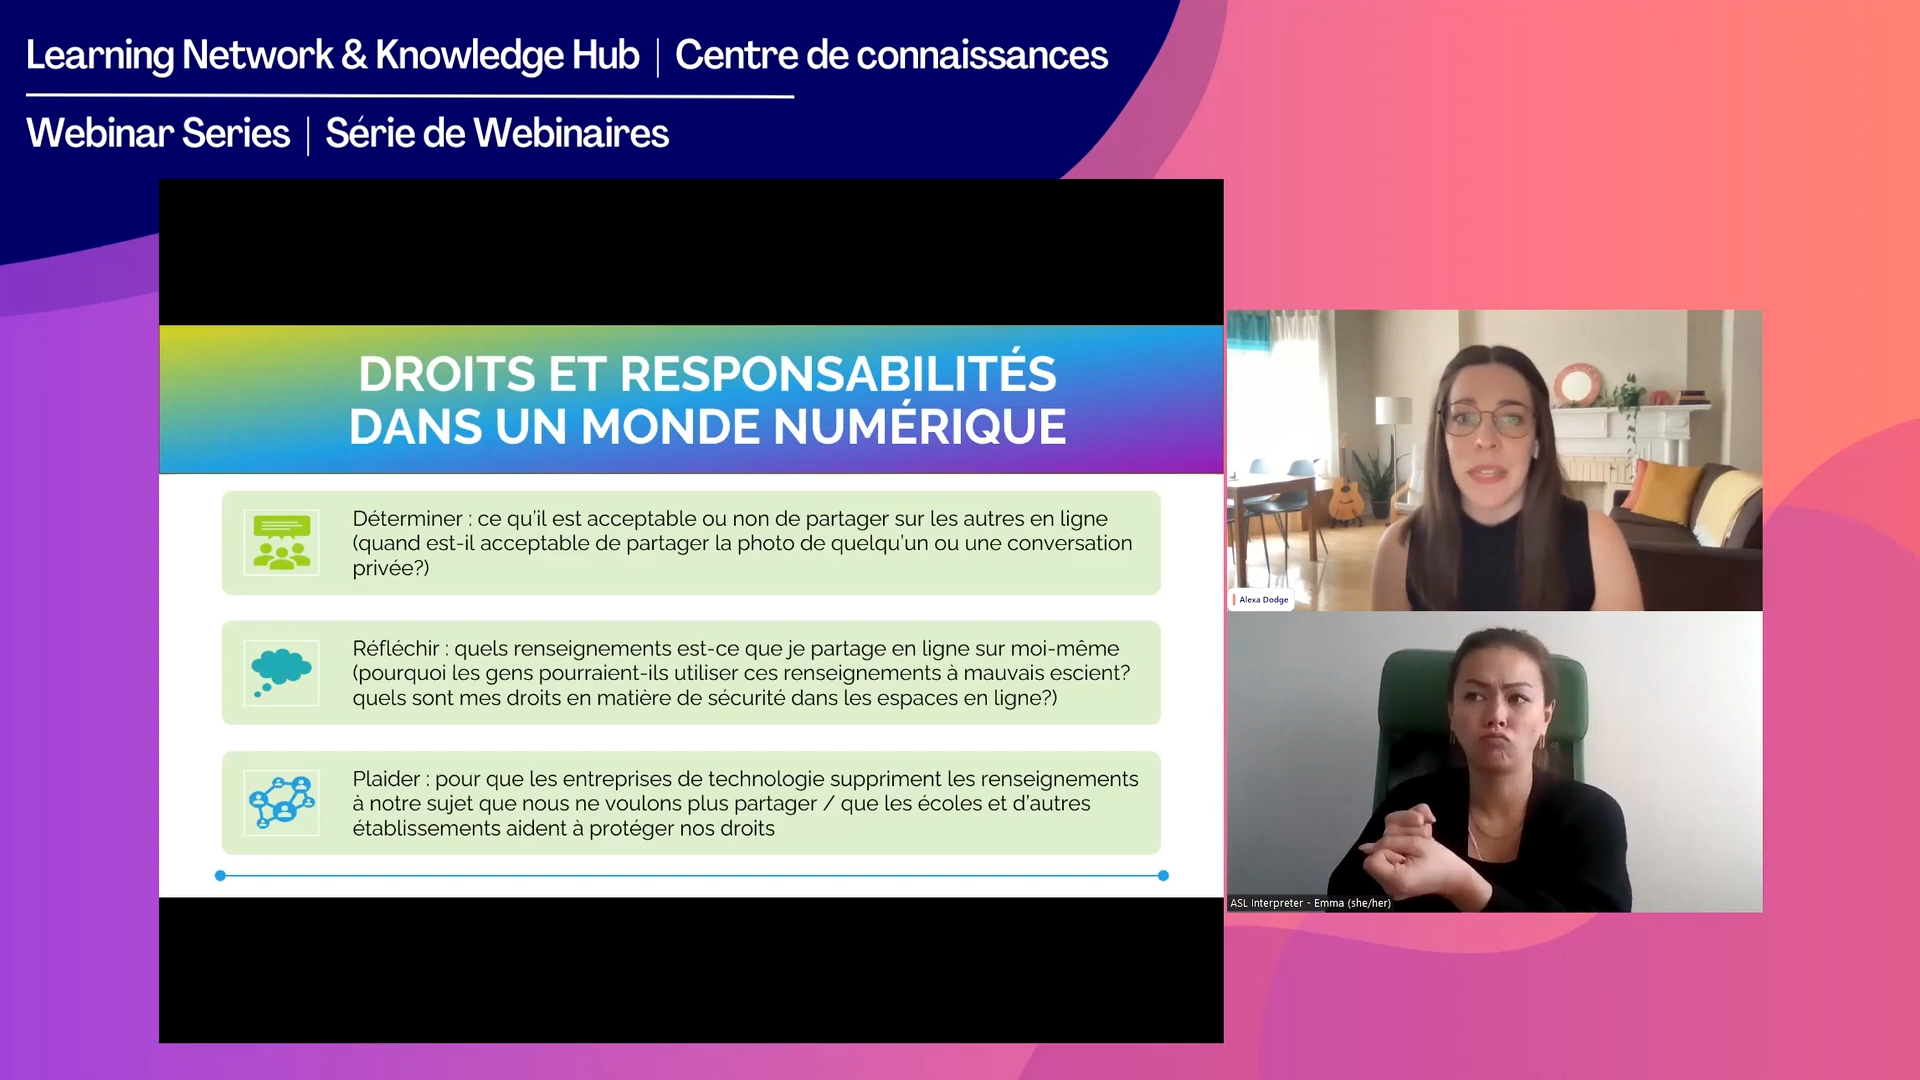 Learning Network & Knowledge Hub | Centre de connaissances
Webinar Series | Série de Webinaires
DROITS ET RESPONSABILITÉS
DANS UN MONDE NUMÉRIQUE
Déterminer : ce qu'il est acceptable ou non de partager sur les autres en ligne
(quand est-il acceptable de partager la photo de quelqu'un ou une conversation
privée?)
Réfléchir : quels renseignements est-ce que je partage en ligne sur moi-même
(pourquoi les gens pourraient-ils utiliser ces renseignements à mauvais escient?
quels sont mes droits en matière de sécurité dans les espaces en ligne?)
Plaider : pour que les entreprises de technologie suppriment les renseignements
à notre sujet que nous ne voulons plus partager / que les écoles et d'autres
établissements aident à protéger nos droits
Alexa Dodge
ASL Interpreter - Emma (she/her)